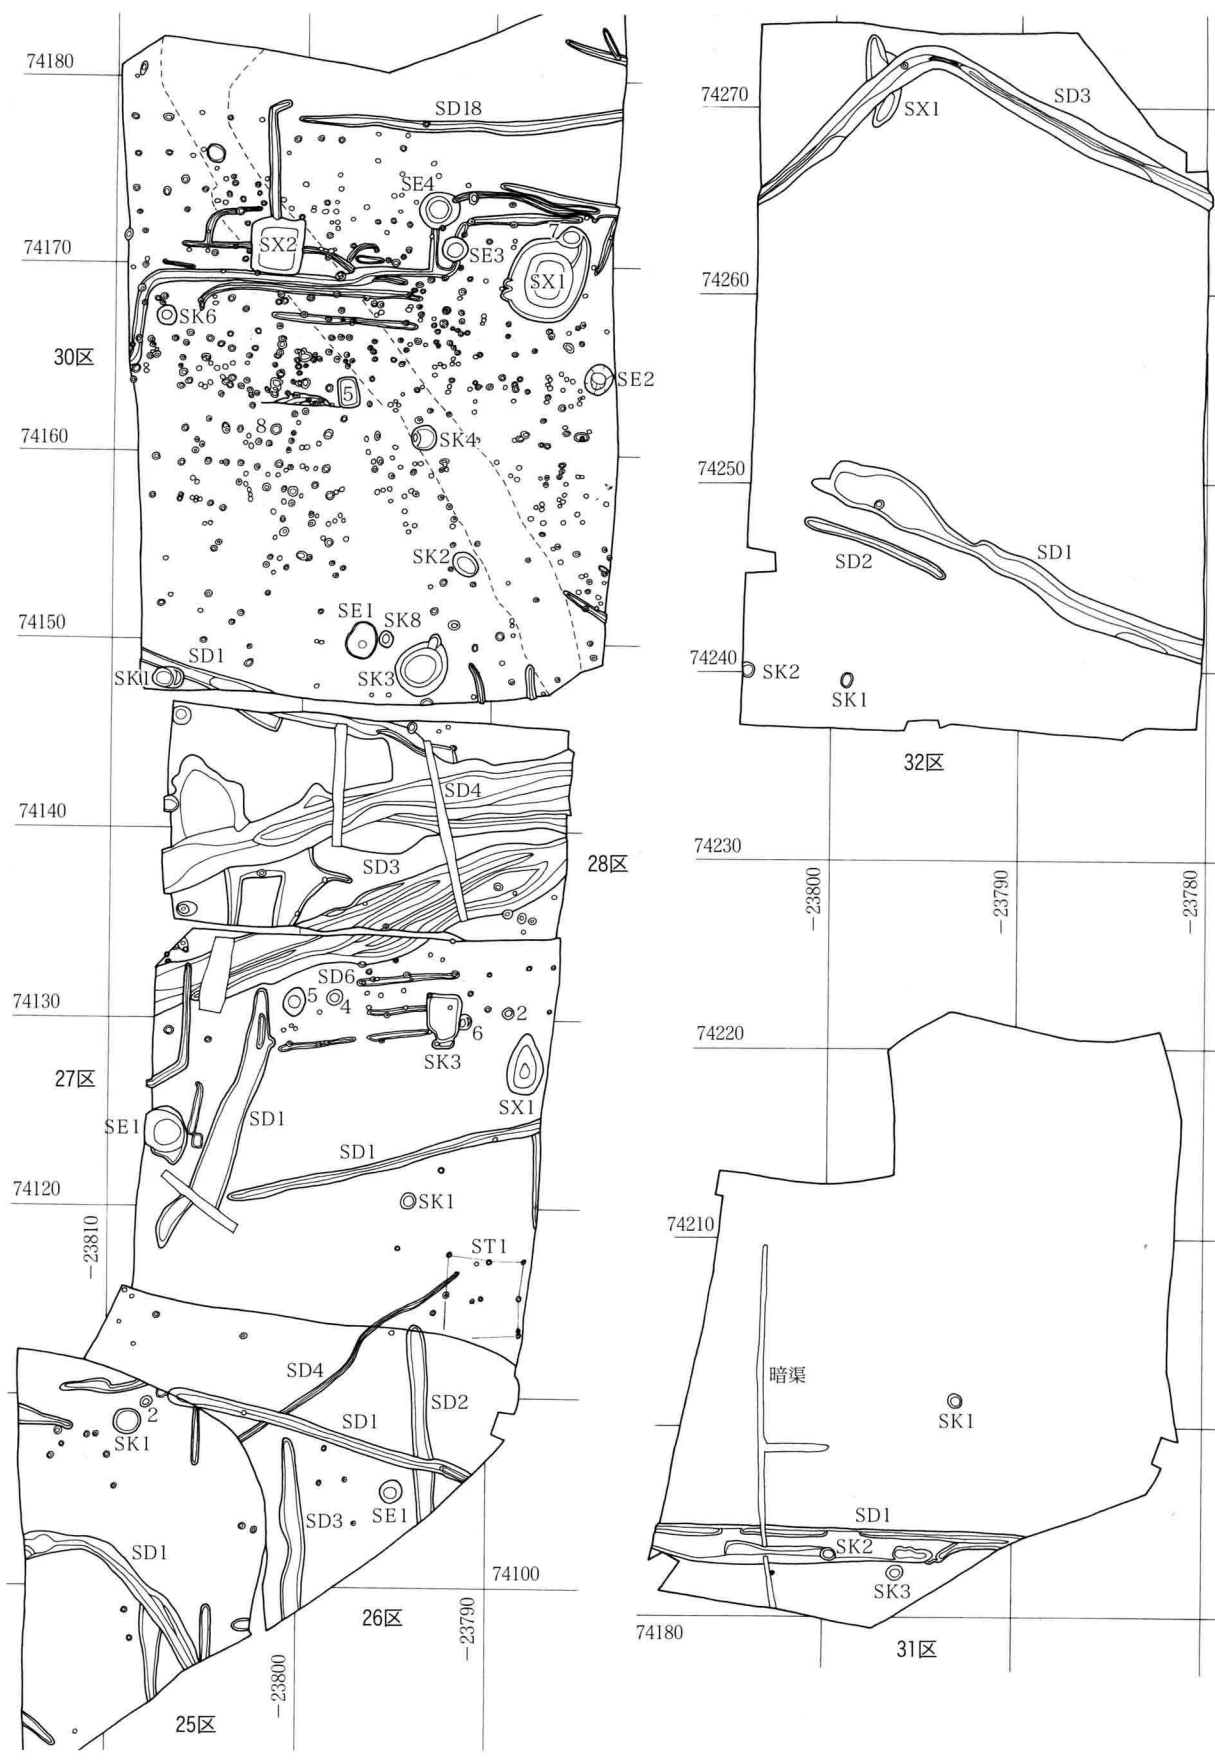 74180
SD18
SE4
7
SX2
SE3
74170
SX1
SK6
30区
SE2
5
8
74160
SK4
SK2
SE1
SK8
74150
SD1
SK1
SK3
SD4
74140
SD3
28区
SD6
5
4
2
6
74130
SK3
27区
SX1
SE1
SD1
SD1
74120
SK1
-23810
ST1
SD4
SD2
2
SK1
SD1
SD3
SE1
SD1
74100
26区
-23790
-23800
25区
74270
SD3
SX1
74260
74250
SD2
SD1
74240
SK2
SK1
32区
74230
-23800
-23790
-23780
74220
74210
暗渠
SK1
SD1
SK2
SK3
74180
31区